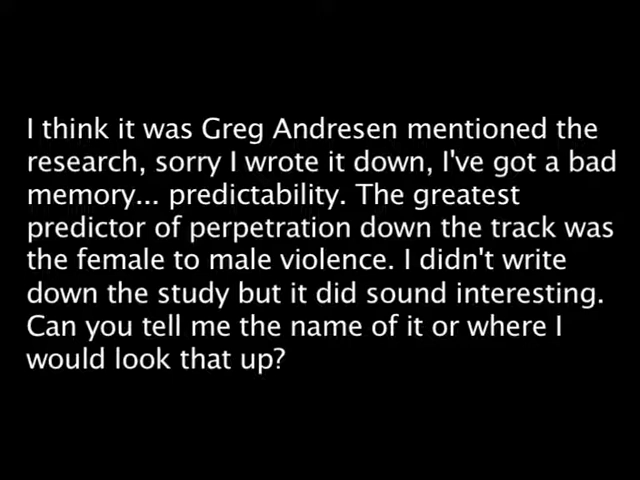 I think it was Greg Andresen mentioned the
research, sorry I wrote it down, I've got a bad
memory... predictability. The greatest
predictor of perpetration down the track was
the female to male violence. I didn't write
down the study but it did sound interesting.
Can you tell me the name of it or where I
would look that up?